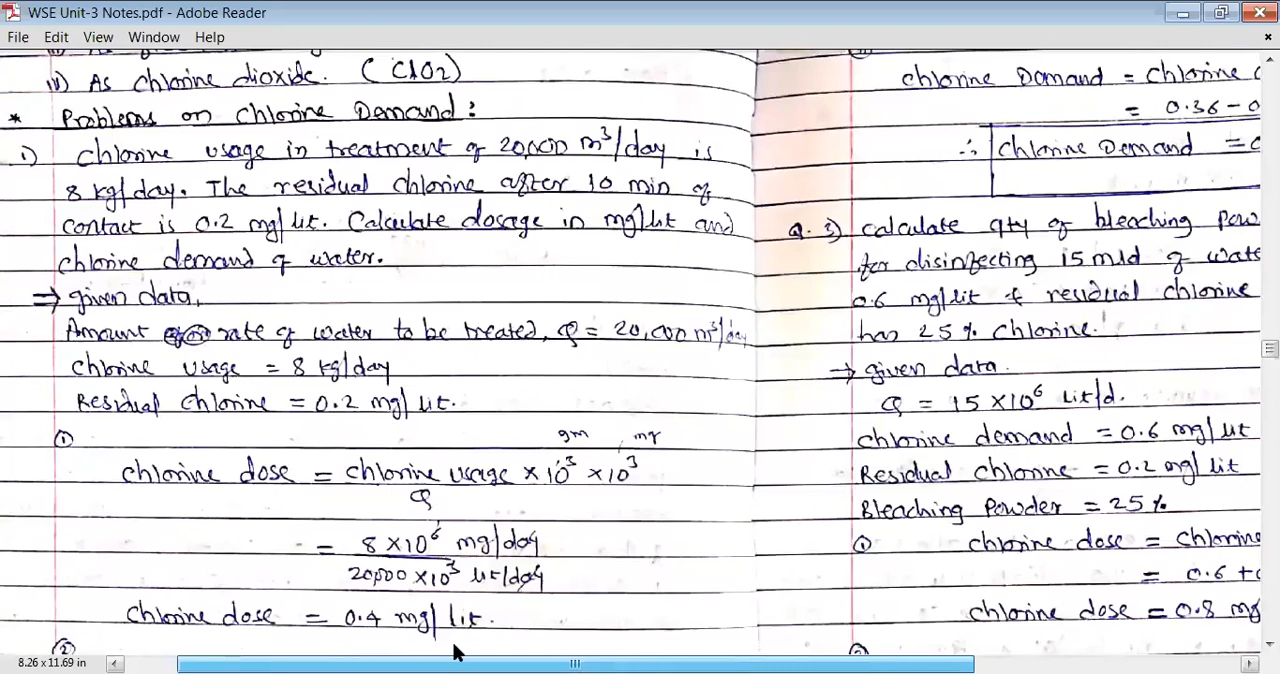 WSE Unit-3 Notes.pdf - Adobe Reader
File Edit View Window Help
IV) As chlorine dioxide. (ClO2)
* Problems on Chlorine Demand:
1) Chlorine usage in treatment of 20,000 m³/day is
8 kg/day. The residual chlorine after 10 min of
contact is 0.2 mg/lit. Calculate dosage in mg/lit and
chlorine demand of water.
⇒ given data,
Amount rate of water to be treated, Q = 20,000 m³/day
Chlorine usage = 8 kg/day
Residual chlorine = 0.2 mg/lit.
①
gm , mg
Chlorine dose = Chlorine usage × 10³ × 10³
Q
= 8 × 10⁶ mg/day
20,000 × 10³ lit/day
Chlorine dose = 0.4 mg/lit.
②
Chlorine Demand = Chlorine
= 0.36 - 0
∴ Chlorine Demand =
Q.3) Calculate qty of bleaching pow
for disinfecting 15 mld of wate
0.6 mg/lit & residual chlorine
has 25% chlorine.
→ given data.
Q = 15 × 10⁶ lit/d.
Chlorine demand = 0.6 mg/lit
Residual chlorine = 0.2 mg/lit
Bleaching Powder = 25%
① Chlorine dose = Chlorine
= 0.6 +
Chlorine dose = 0.8 mg
8.26 x 11.69 in